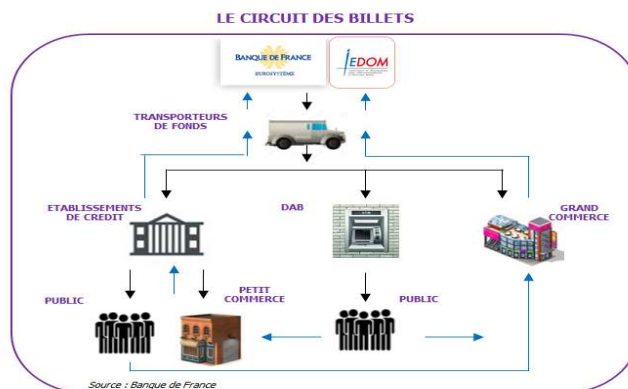 LE CIRCUIT DES BILLETS
BANQUE DE FRANCE
EUROSYSTÈME
IEDOM
TRANSPORTEURS
DE FONDS
ETABLISSEMENTS
DE CREDIT
DAB
GRAND
COMMERCE
PUBLIC
PETIT
COMMERCE
PUBLIC
Source : Banque de France